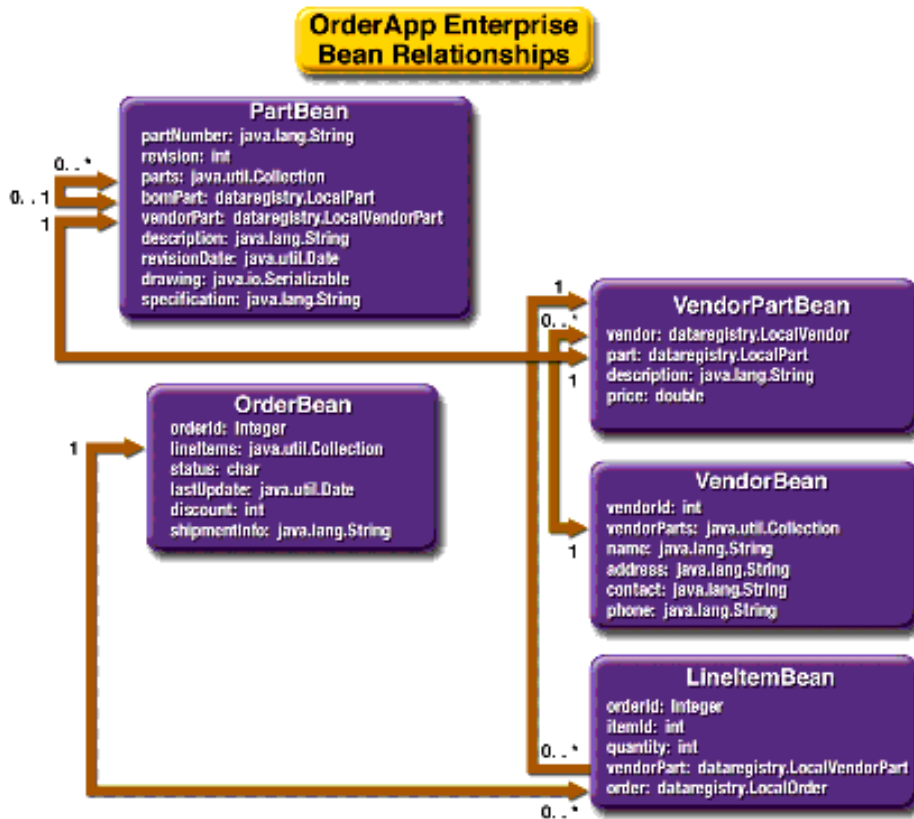 OrderApp Enterprise
Bean Relationships
PartBean
partNumber: java.lang.String
revision: int
parts: java.util.Collection
bomPart: dataregistry.LocalPart
vendorPart: dataregistry.LocalVendorPart
description: java.lang.String
revisionDate: java.util.Date
drawing: java.io.Serializable
specification: java.lang.String
0. . *
0. . 1
1
1
0. . *
1
VendorPartBean
vendor: dataregistry.LocalVendor
part: dataregistry.LocalPart
description: java.lang.String
price: double
OrderBean
orderId: Integer
lineItems: java.util.Collection
status: char
lastUpdate: java.util.Date
discount: int
shipmentInfo: java.lang.String
1
VendorBean
vendorId: int
vendorParts: java.util.Collection
name: java.lang.String
address: java.lang.String
contact: java.lang.String
phone: java.lang.String
1
LineItemBean
orderId: Integer
itemId: int
quantity: int
vendorPart: dataregistry.LocalVendorPart
order: dataregistry.LocalOrder
0. . *
0. . *